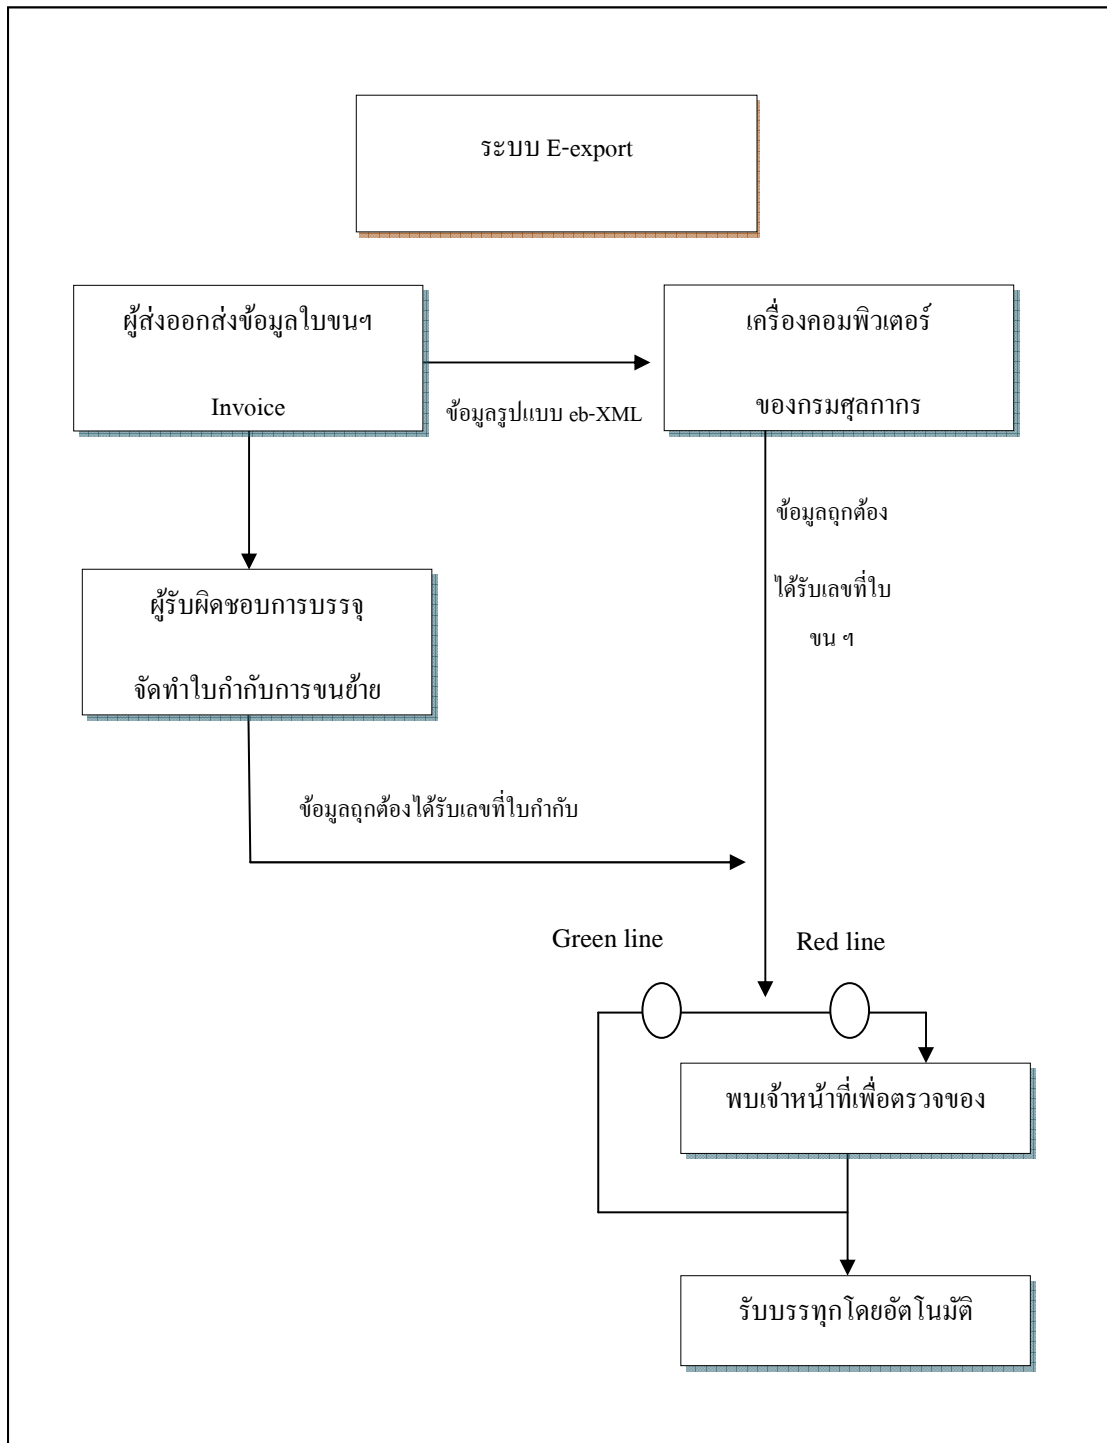 ระบบ E-export
ผู้ส่งออกส่งข้อมูลใบขนฯ
Invoice
ข้อมูลรูปแบบ eb-XML
เครื่องคอมพิวเตอร์
ของกรมศุลกากร
ข้อมูลถูกต้อง
ได้รับเลขที่ใบ
ขน ฯ
ผู้รับผิดชอบการบรรจุ
จัดทำใบกำกับการขนย้าย
ข้อมูลถูกต้องได้รับเลขที่ใบกำกับ
Green line
Red line
พบเจ้าหน้าที่เพื่อตรวจของ
รับบรรทุกโดยอัตโนมัติ